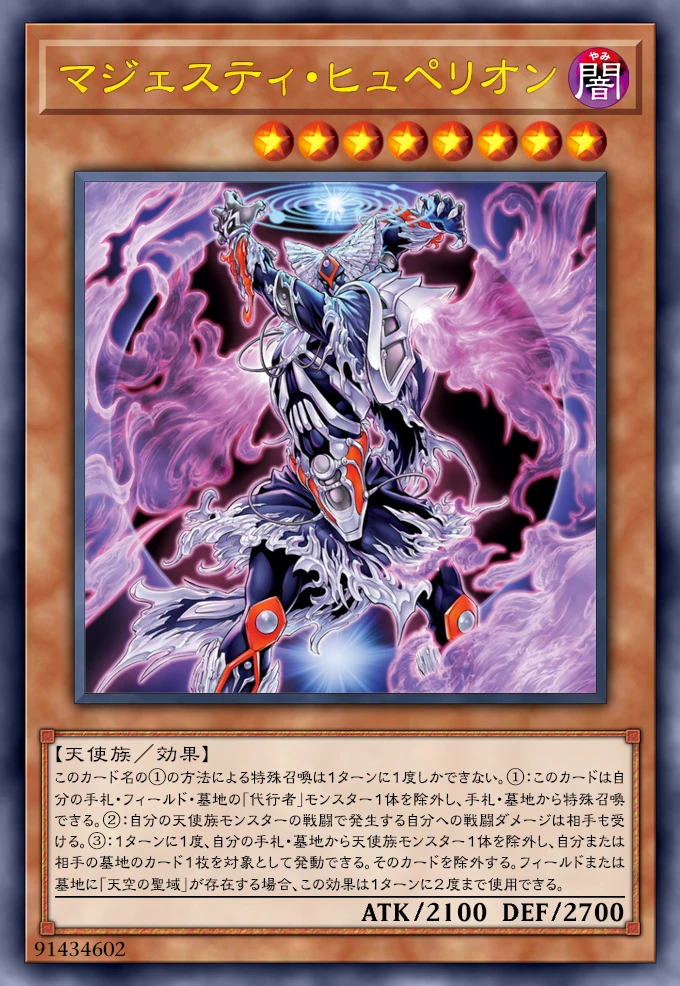 マジェスティ・ヒュペリオン
やみ
闇
【天使族／効果】
このカード名の①の方法による特殊召喚は1ターンに1度しかできない。①：このカードは自
分の手札・フィールド・墓地の「代行者」モンスター1体を除外し、手札・墓地から特殊召喚
できる。②：自分の天使族モンスターの戦闘で発生する自分への戦闘ダメージは相手も受
ける。③：1ターンに1度、自分の手札・墓地から天使族モンスター1体を除外し、自分または
相手の墓地のカード1枚を対象として発動できる。そのカードを除外する。フィールドまたは
墓地に「天空の聖域」が存在する場合、この効果は1ターンに2度まで使用できる。
ATK/2100 DEF/2700
91434602